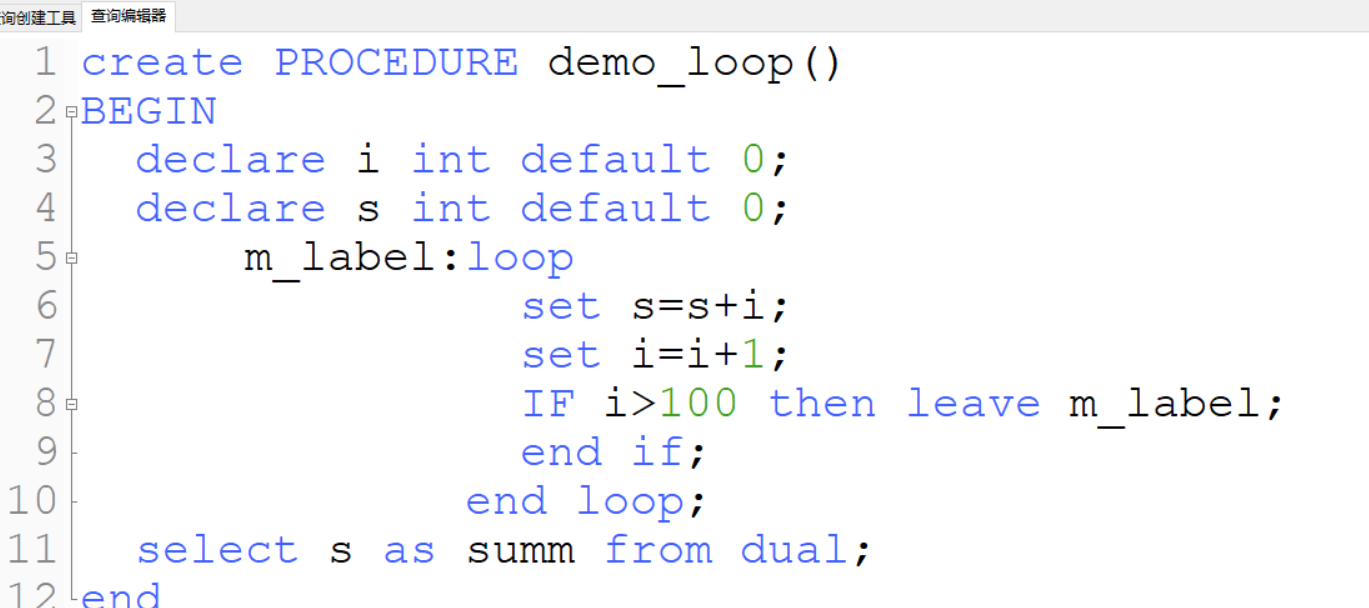 询创建工具 查询编辑器
1 create PROCEDURE demo_loop()
2 BEGIN
3 declare i int default 0;
4 declare s int default 0;
5 m_label:loop
6 set s=s+i;
7 set i=i+1;
8 IF i>100 then leave m_label;
9 end if;
10 end loop;
11 select s as summ from dual;
12 end